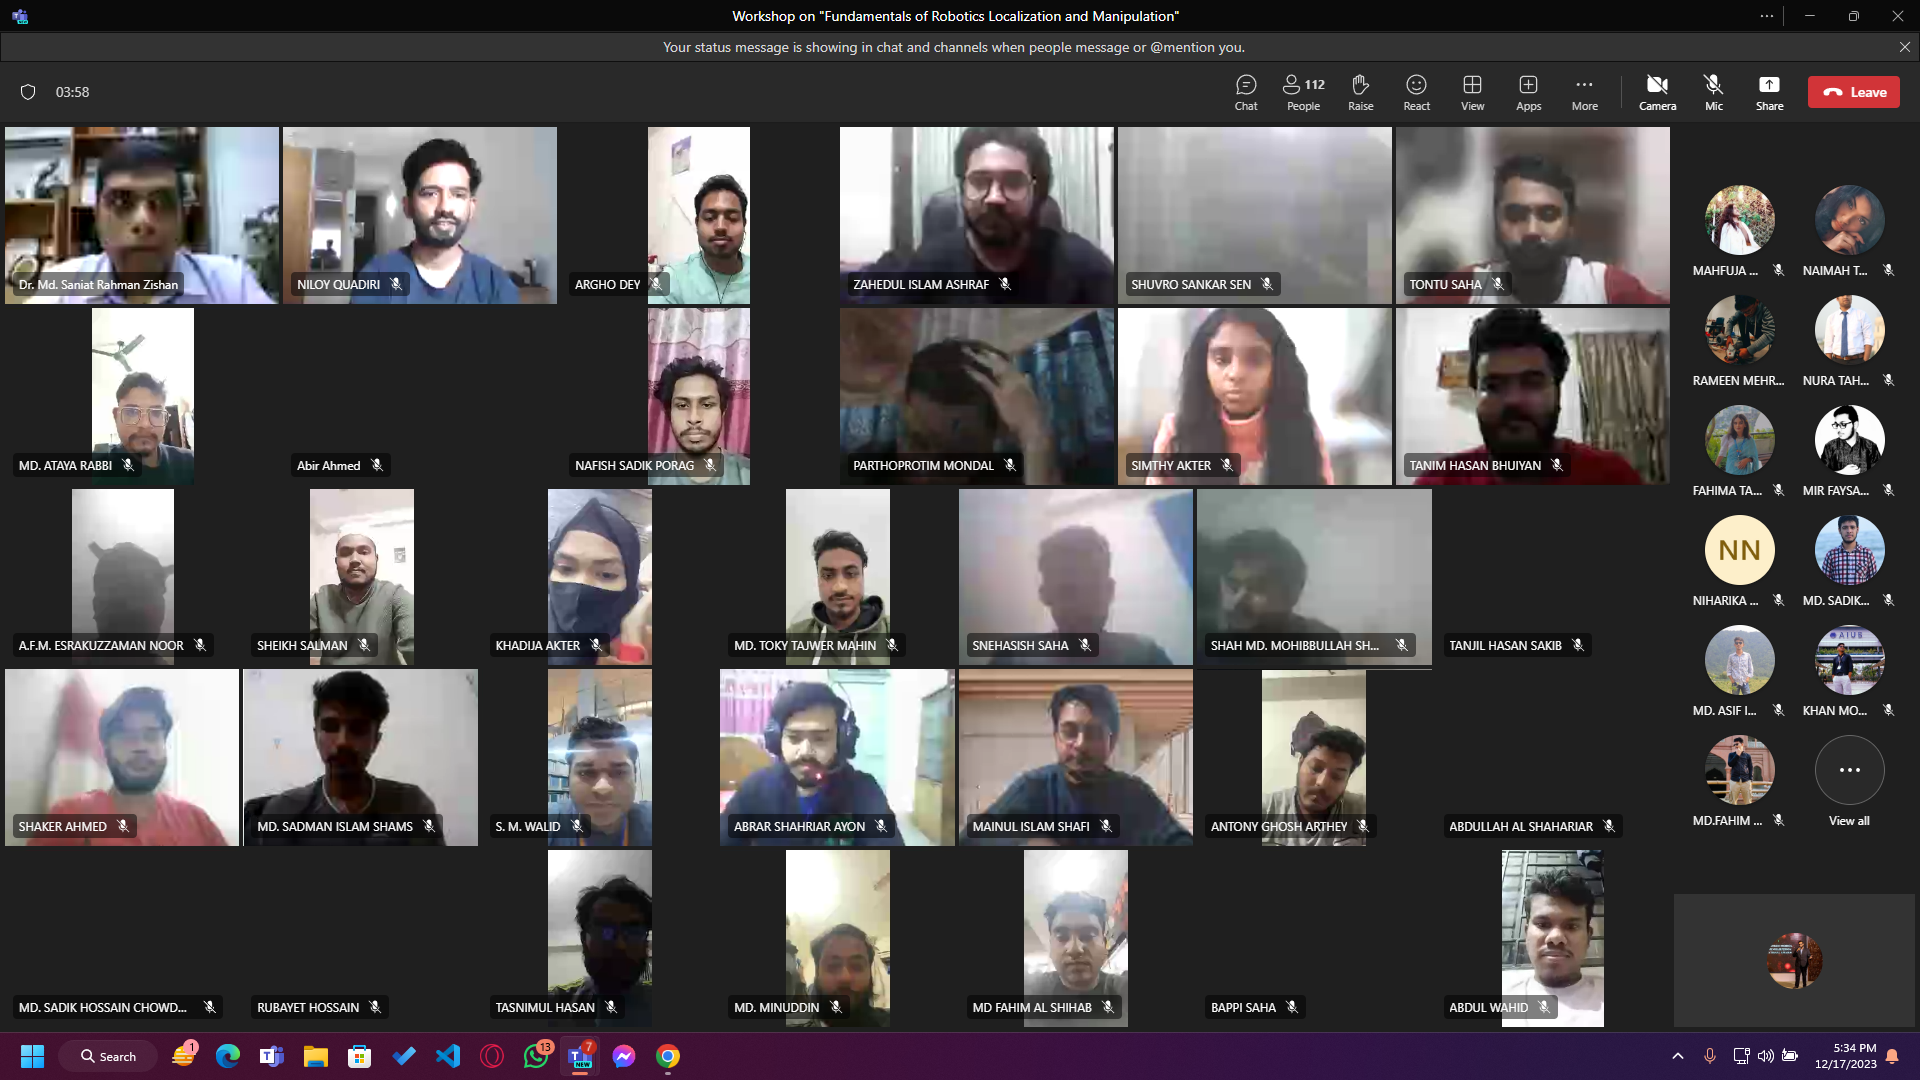 Workshop on "Fundamentals of Robotics Localization and Manipulation"
Your status message is showing in chat and channels when people message or @mention you.
03:58
Chat
People 112
Raise
React
View
Apps
More
Camera
Mic
Share
Leave
Dr. Md. Saniat Rahman Zishan
NILOY QUADIRI
ARGHO DEY
ZAHEDUL ISLAM ASHRAF
SHUVRO SANKAR SEN
TONTU SAHA
MAHFUJA ...
NAIMAH T...
MD. ATAYA RABBI
Abir Ahmed
NAFISH SADIK PORAG
PARTHOPROTIM MONDAL
SIMTHY AKTER
TANIM HASAN BHUIYAN
RAMEEN MEHR...
NURA TAH...
FAHIMA TA...
MIR FAYSA...
A.F.M. ESRAKUZZAMAN NOOR
SHEIKH SALMAN
KHADIJA AKTER
MD. TOKY TAJWER MAHIN
SNEHASISH SAHA
SHAH MD. MOHIBBULLAH SH...
TANJIL HASAN SAKIB
NN
NIHARIKA ...
MD. SADIK...
AIUB
MD. ASIF I...
KHAN MO...
SHAKER AHMED
MD. SADMAN ISLAM SHAMS
S. M. WALID
ABRAR SHAHRIAR AYON
MAINUL ISLAM SHAFI
ANTONY GHOSH ARTHEY
ABDULLAH AL SHAHARIAR
MD.FAHIM ...
View all
MD. SADIK HOSSAIN CHOWD...
RUBAYET HOSSAIN
TASNIMUL HASAN
MD. MINUDDIN
MD FAHIM AL SHIHAB
BAPPI SAHA
ABDUL WAHID
Search
1
13
7
NEW
5:34 PM
12/17/2023